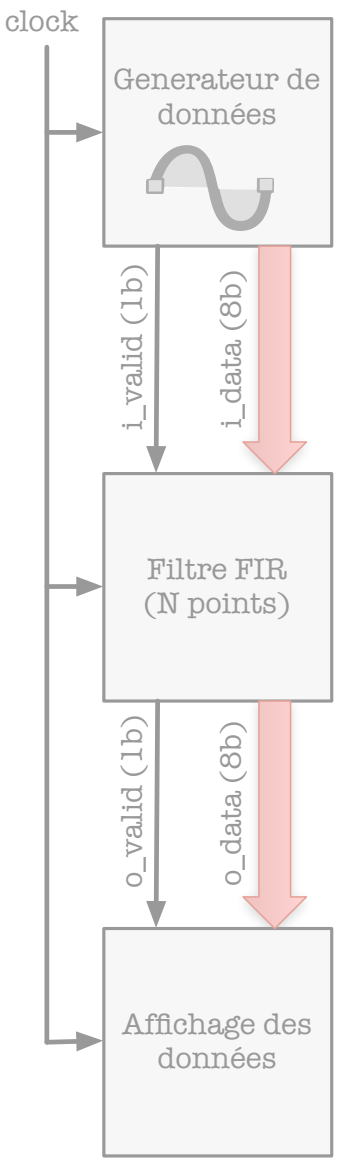 clock
Generateur de
données
i_valid (1b)
i_data (8b)
Filtre FIR
(N points)
o_valid (1b)
o_data (8b)
Affichage des
données